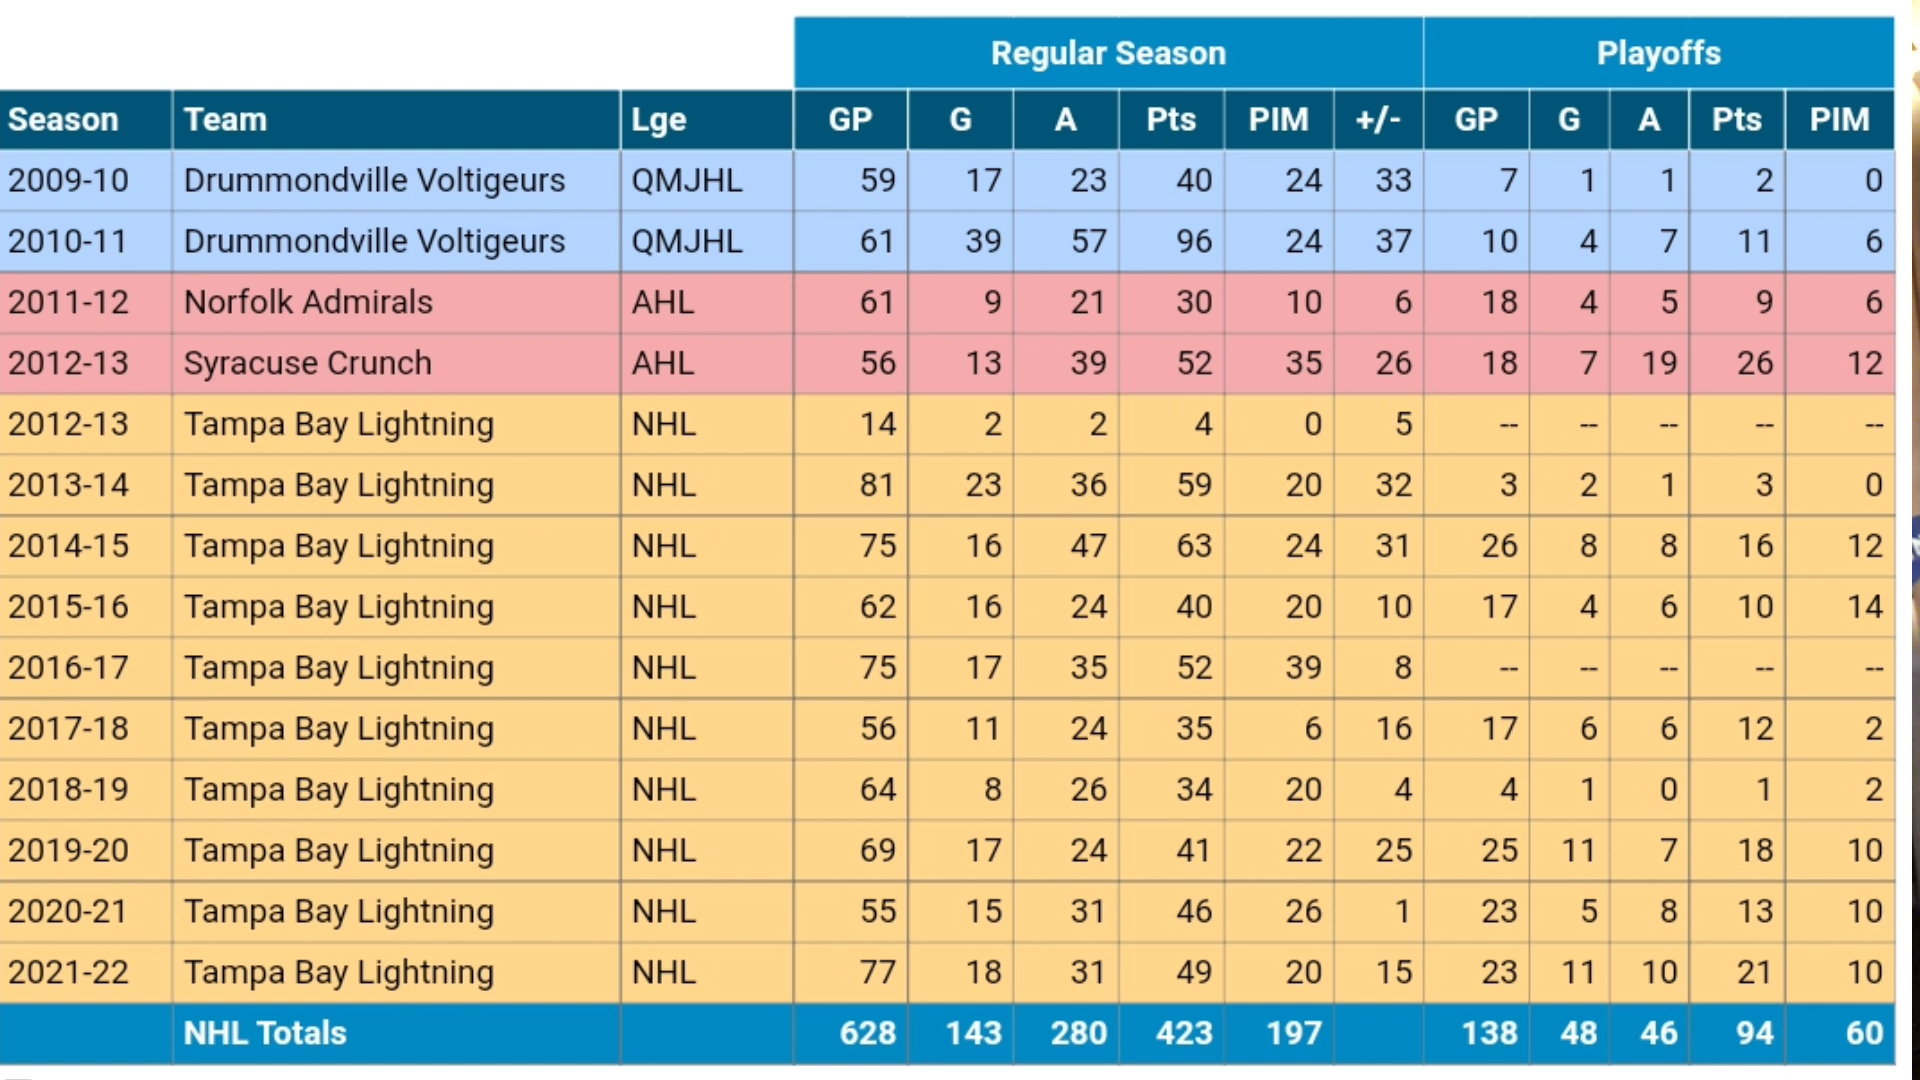 Regular Season Playoffs
Season Team Lge GP G A Pts PIM +/- GP G A Pts PIM
2009-10 Drummondville Voltigeurs QMJHL 59 17 23 40 24 33 7 1 1 2 0
2010-11 Drummondville Voltigeurs QMJHL 61 39 57 96 24 37 10 4 7 11 6
2011-12 Norfolk Admirals AHL 61 9 21 30 10 6 18 4 5 9 6
2012-13 Syracuse Crunch AHL 56 13 39 52 35 26 18 7 19 26 12
2012-13 Tampa Bay Lightning NHL 14 2 2 4 0 5 -- -- -- -- --
2013-14 Tampa Bay Lightning NHL 81 23 36 59 20 32 3 2 1 3 0
2014-15 Tampa Bay Lightning NHL 75 16 47 63 24 31 26 8 8 16 12
2015-16 Tampa Bay Lightning NHL 62 16 24 40 20 10 17 4 6 10 14
2016-17 Tampa Bay Lightning NHL 75 17 35 52 39 8 -- -- -- -- --
2017-18 Tampa Bay Lightning NHL 56 11 24 35 6 16 17 6 6 12 2
2018-19 Tampa Bay Lightning NHL 64 8 26 34 20 4 4 1 0 1 2
2019-20 Tampa Bay Lightning NHL 69 17 24 41 22 25 25 11 7 18 10
2020-21 Tampa Bay Lightning NHL 55 15 31 46 26 1 23 5 8 13 10
2021-22 Tampa Bay Lightning NHL 77 18 31 49 20 15 23 11 10 21 10
NHL Totals 628 143 280 423 197 138 48 46 94 60